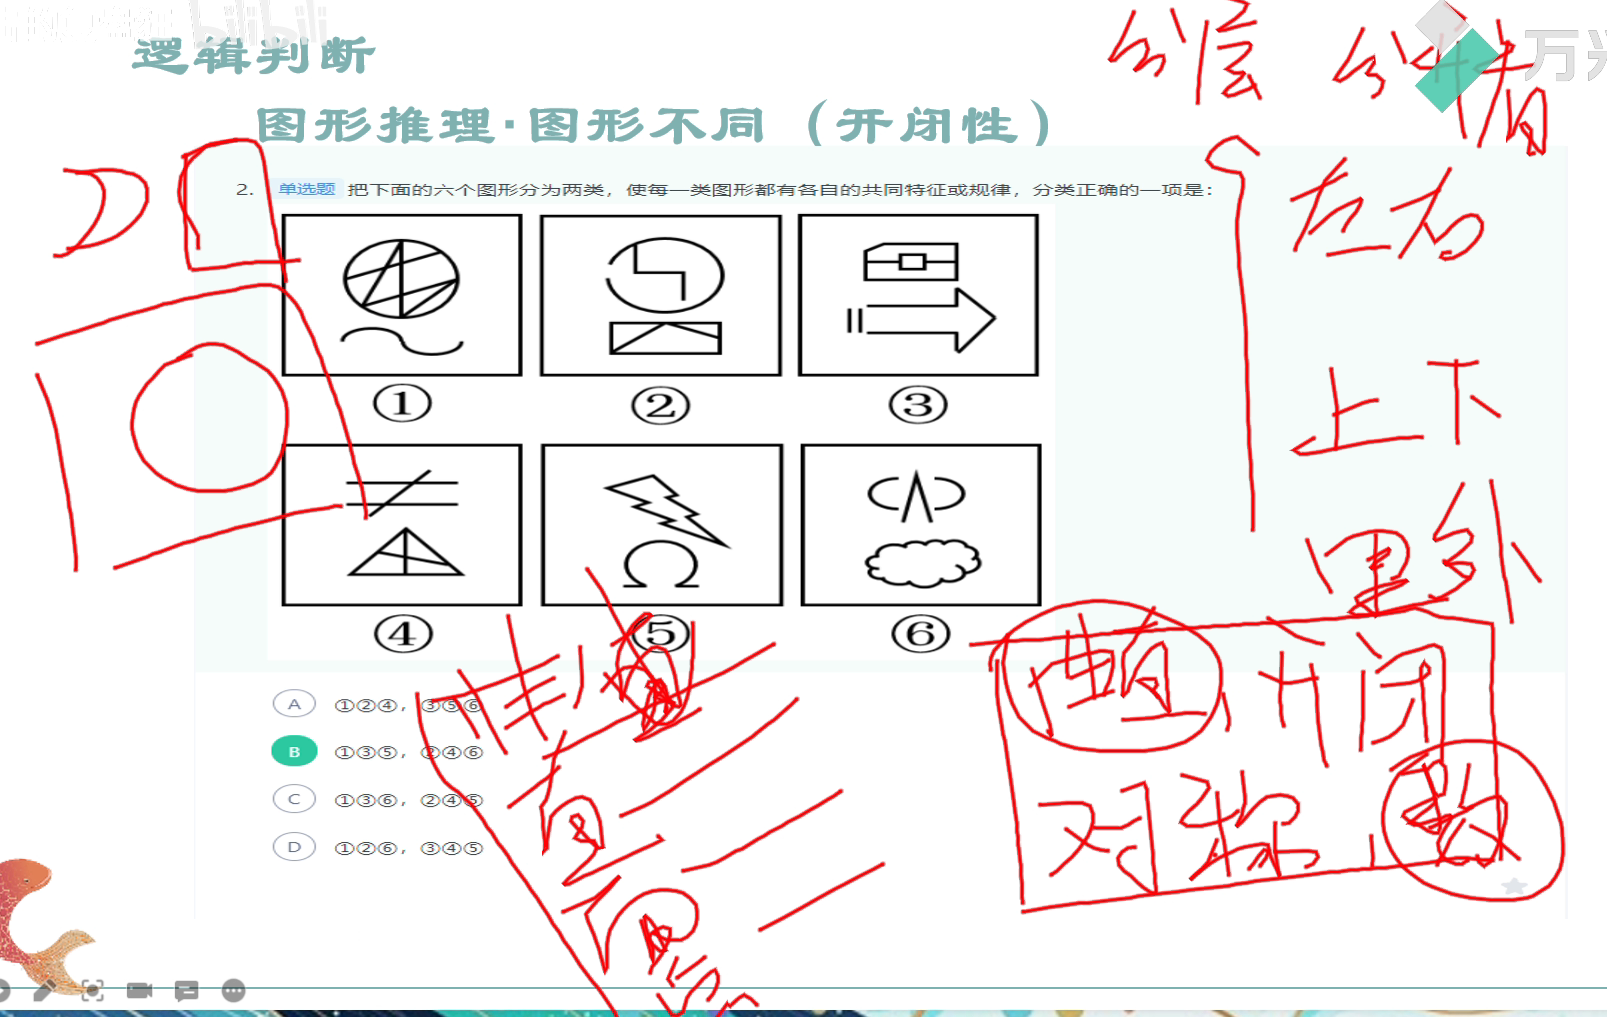 bilibili
万兴
逻辑判断
分层 分情
图形推理·图形不同（开闭性）
左右
2. 单选题 把下面的六个图形分为两类，使每一类图形都有各自的共同特征或规律，分类正确的一项是：
① ② ③
上下
里外
④ ⑤ ⑥
曲直、开闭
对称、数
A ①②④，③⑤⑥
B ①③⑤，②④⑥
C ①③⑥，②④⑤
D ①②⑥，③④⑤